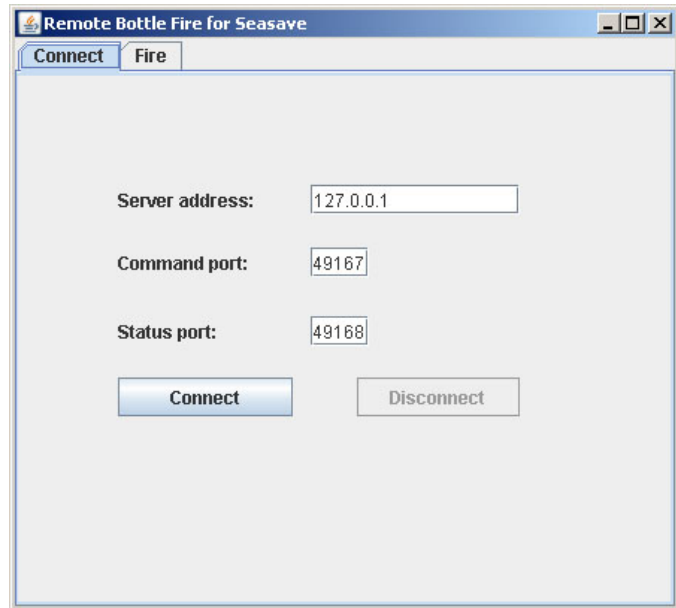 Remote Bottle Fire for Seasave
Connect Fire
Server address: 127.0.0.1
Command port: 49167
Status port: 49168
Connect Disconnect